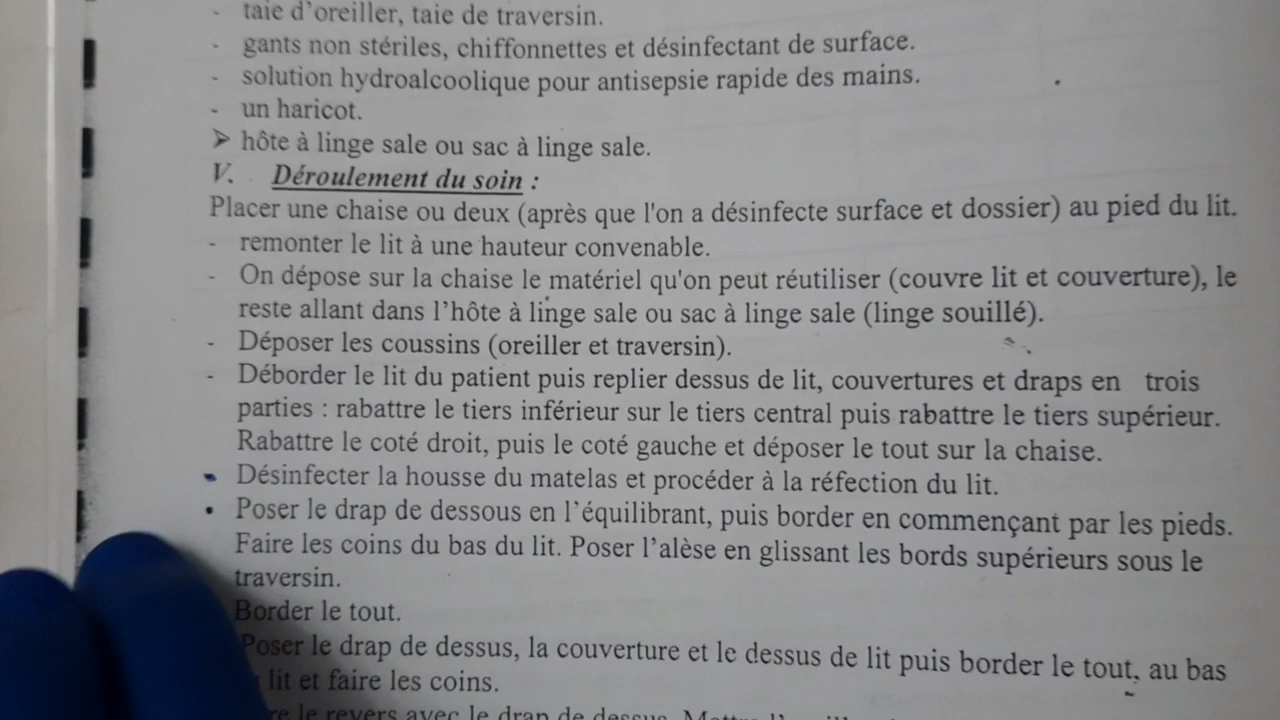 - taie d'oreiller, taie de traversin.
- gants non stériles, chiffonnettes et désinfectant de surface.
- solution hydroalcoolique pour antisepsie rapide des mains.
- un haricot.
➢ hôte à linge sale ou sac à linge sale.
V. Déroulement du soin :
Placer une chaise ou deux (après que l'on a désinfecte surface et dossier) au pied du lit.
- remonter le lit à une hauteur convenable.
- On dépose sur la chaise le matériel qu'on peut réutiliser (couvre lit et couverture), le
reste allant dans l'hôte à linge sale ou sac à linge sale (linge souillé).
- Déposer les coussins (oreiller et traversin).
- Déborder le lit du patient puis replier dessus de lit, couvertures et draps en trois
parties : rabattre le tiers inférieur sur le tiers central puis rabattre le tiers supérieur.
Rabattre le coté droit, puis le coté gauche et déposer le tout sur la chaise.
- Désinfecter la housse du matelas et procéder à la réfection du lit.
• Poser le drap de dessous en l'équilibrant, puis border en commençant par les pieds.
Faire les coins du bas du lit. Poser l'alèse en glissant les bords supérieurs sous le
traversin.
Border le tout.
Poser le drap de dessus, la couverture et le dessus de lit puis border le tout, au bas
lit et faire les coins.
le revers avec le drap de dessus.